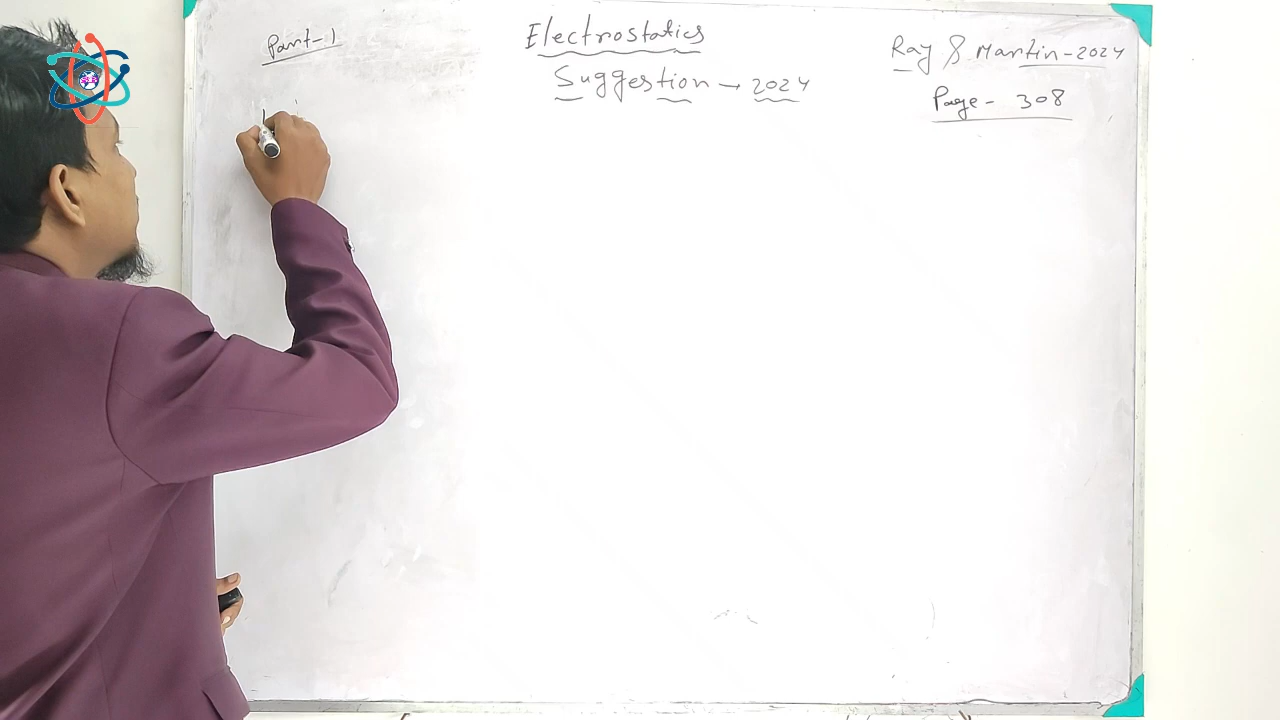 Part-1
Electrostatics
Suggestion → 2024
Ray & Martin-2024
Page - 308